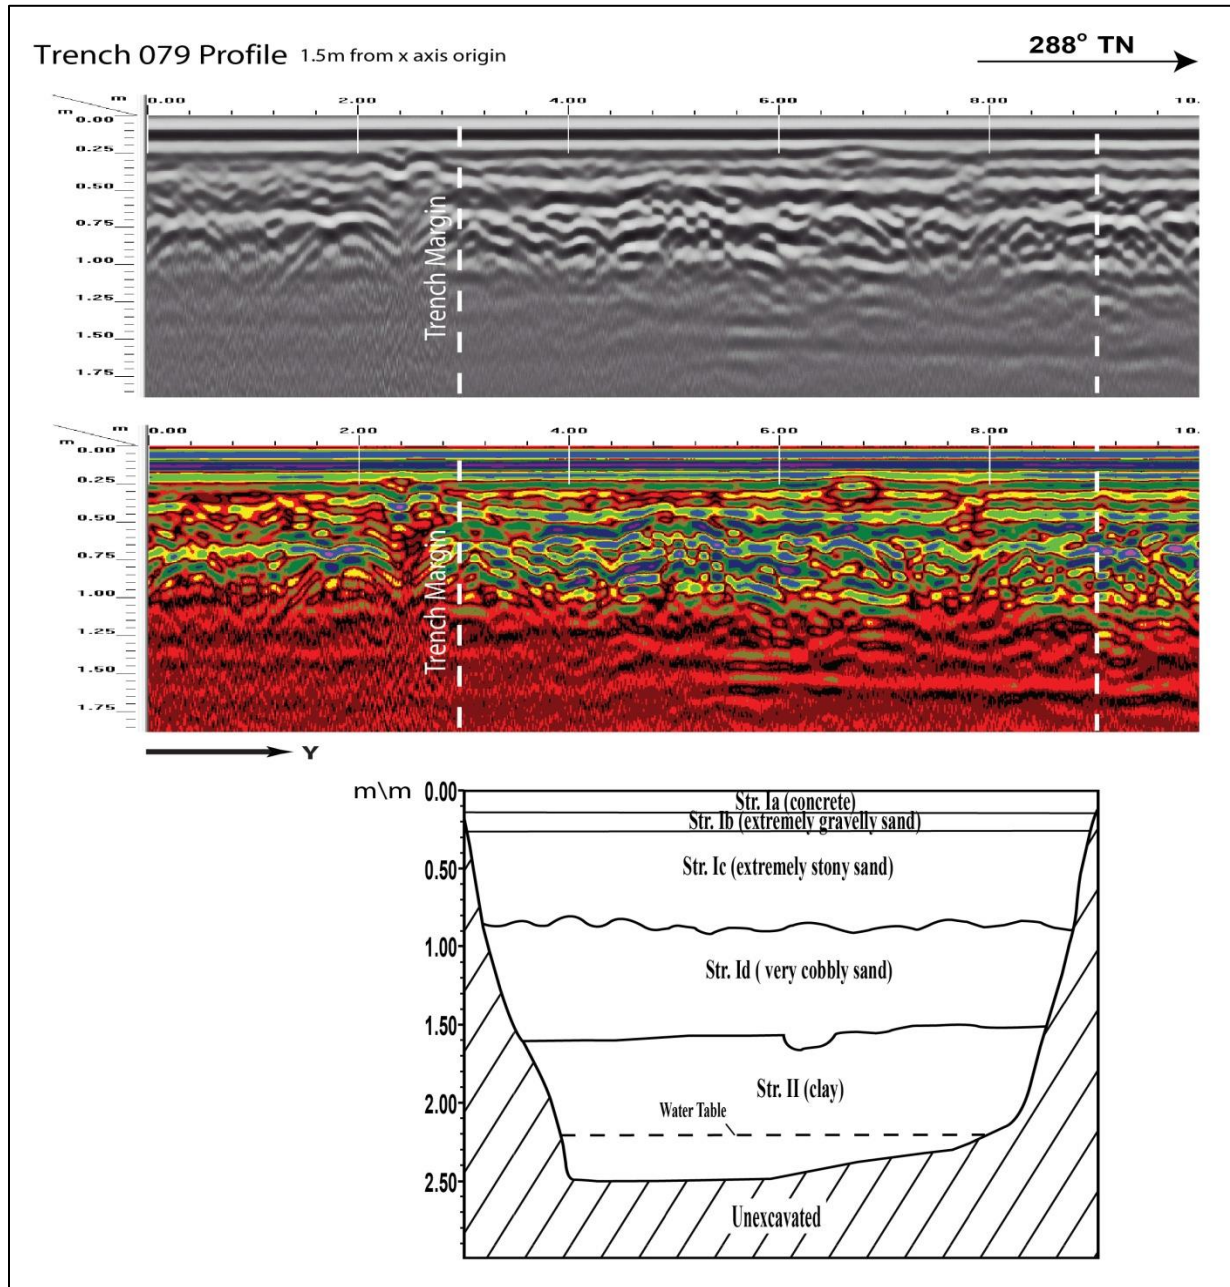 Trench 079 Profile 1.5m from x axis origin
288° TN
m 0.00 2.00 4.00 6.00 8.00 10.
m
0.00
0.25
0.50
0.75
1.00
1.25
1.50
1.75
Trench Margin
m 0.00 2.00 4.00 6.00 8.00 10.
m
0.00
0.25
0.50
0.75
1.00
1.25
1.50
1.75
Trench Margin
Y
m\m 0.00
Str. Ia (concrete)
Str. Ib (extremely gravelly sand)
0.50
Str. Ic (extremely stony sand)
1.00
Str. Id ( very cobbly sand)
1.50
Str. II (clay)
2.00
Water Table
2.50
Unexcavated